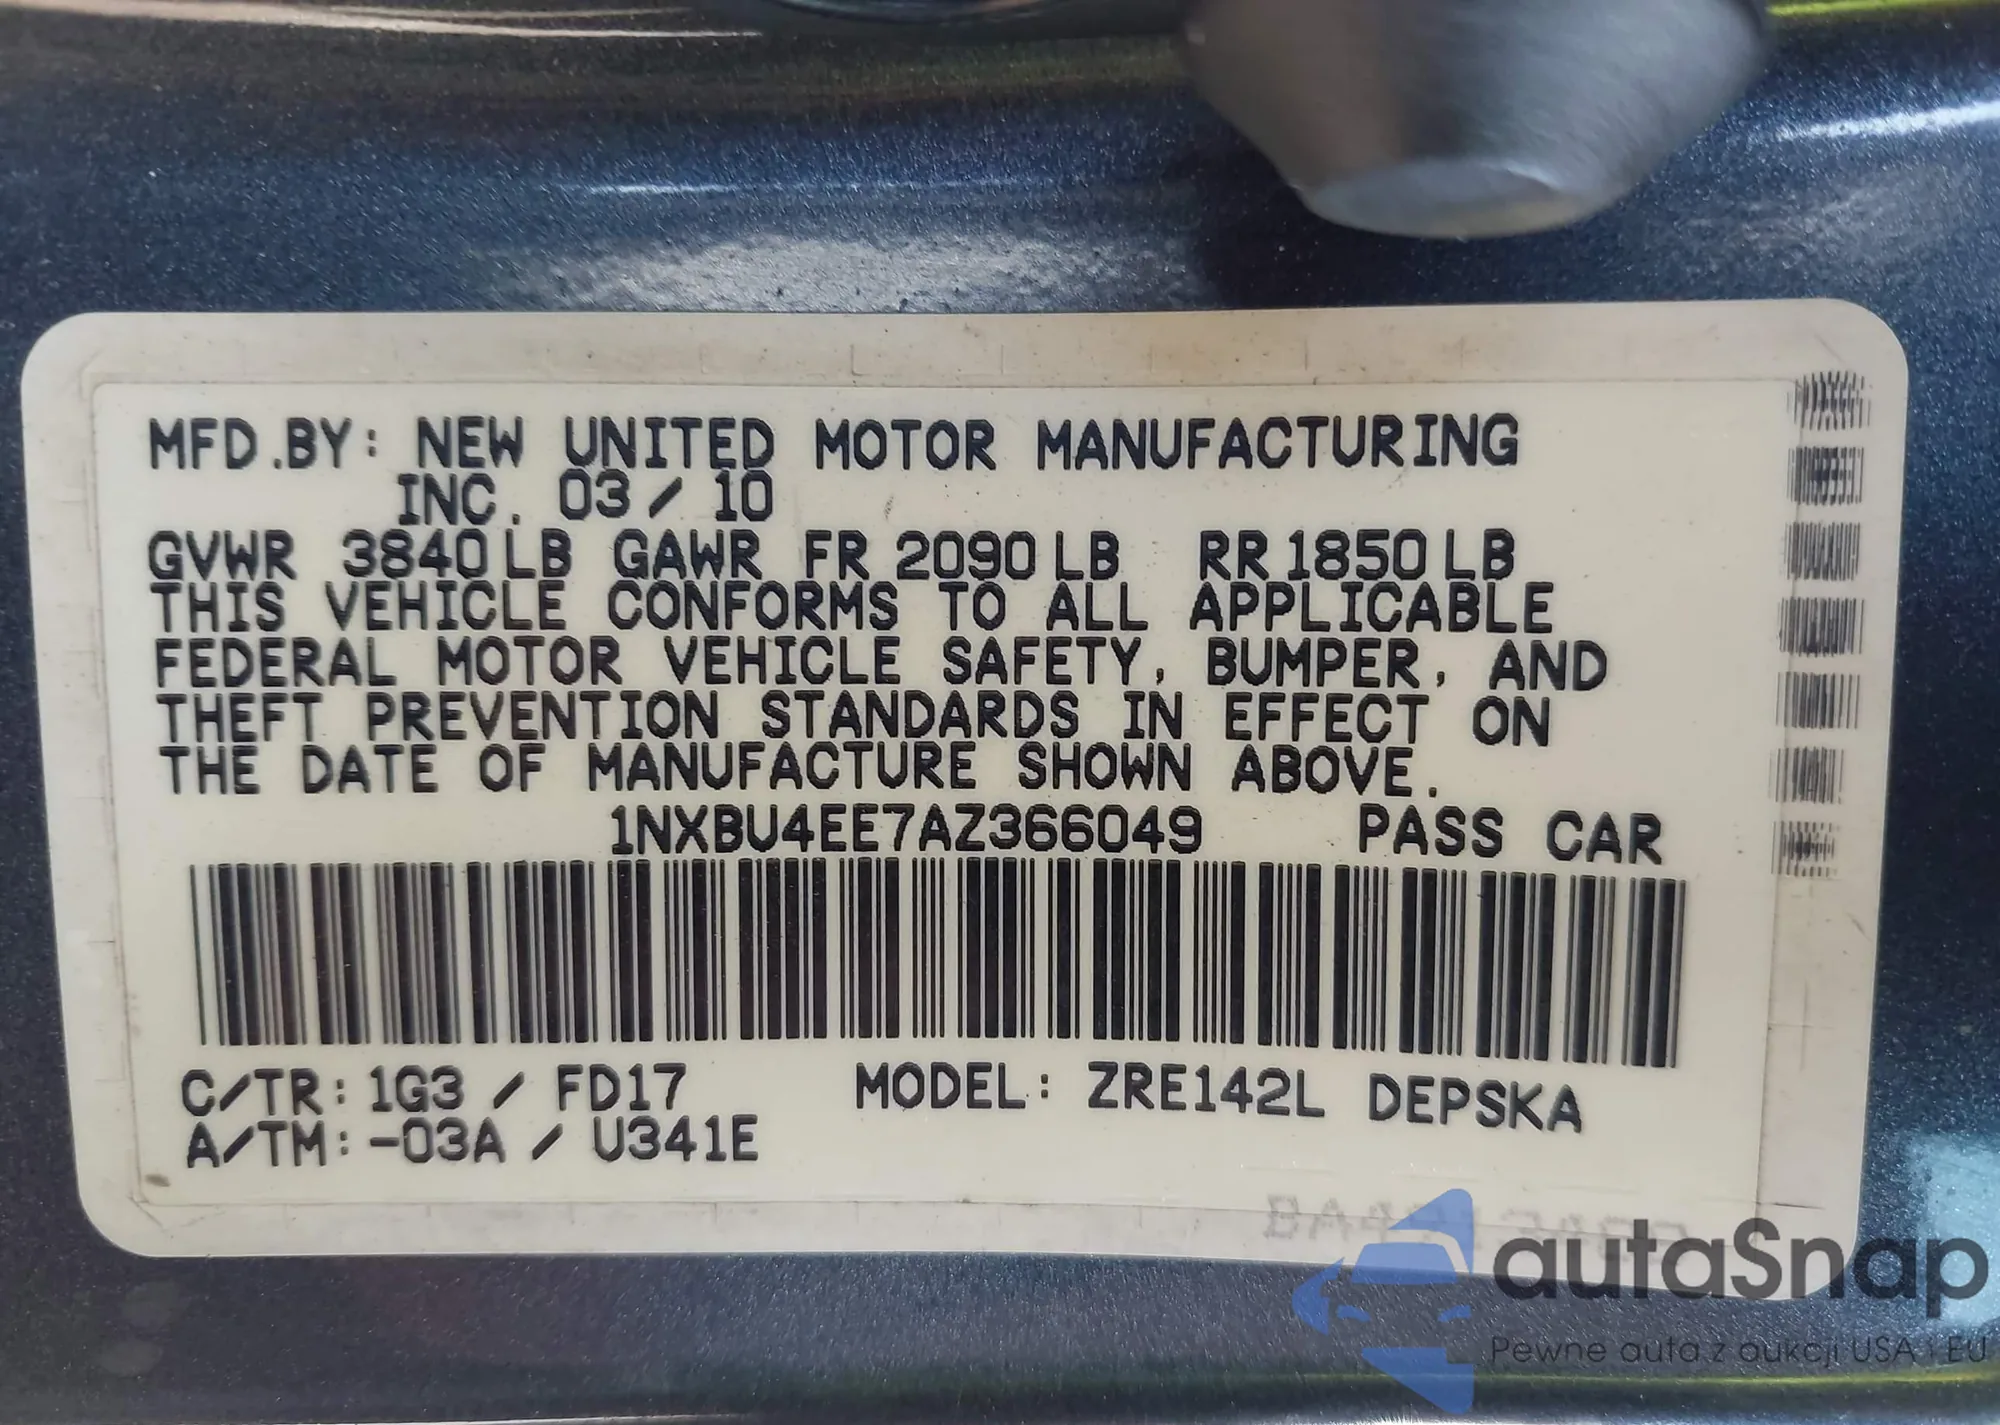 MFD.BY: NEW UNITED MOTOR MANUFACTURING
INC. 03/10
GVWR 3840LB GAWR FR2090LB RR1850LB
THIS VEHICLE CONFORMS TO ALL APPLICABLE
FEDERAL MOTOR VEHICLE SAFETY, BUMPER, AND
THEFT PREVENTION STANDARDS IN EFFECT ON
THE DATE OF MANUFACTURE SHOWN ABOVE.
1NXBU4EE7AZ366049 PASS CAR
C/TR: 1G3 / FD17 MODEL: ZRE142L DEPSKA
A/TM: -03A / U341E
autaSnap
Pewne auta z aukcji USA i EU